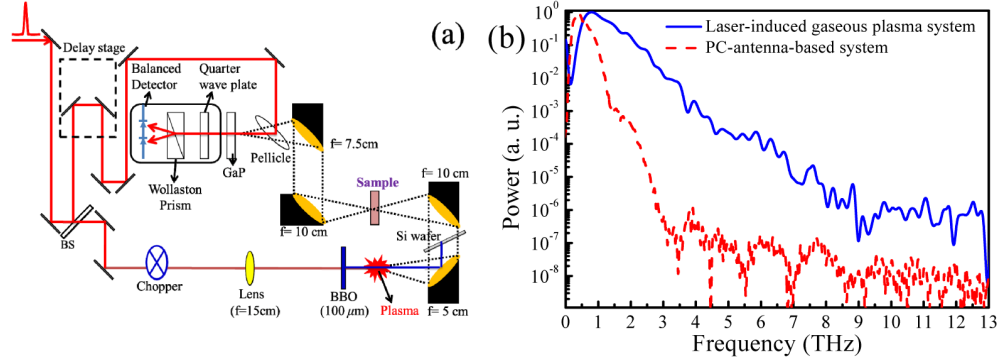 (a)
Delay stage
Balanced
Detector
Quarter
wave plate
Wollaston
Prism
GaP
Pellicle
f= 7.5cm
f= 10 cm
Sample
f= 10 cm
Si wafer
BS
Chopper
Lens
(f=15cm)
BBO
(100 μm)
Plasma
f= 5 cm
(b)
Laser-induced gaseous plasma system
PC-antenna-based system
Power (a. u.)
10⁰
10⁻¹
10⁻²
10⁻³
10⁻⁴
10⁻⁵
10⁻⁶
10⁻⁷
10⁻⁸
0 1 2 3 4 5 6 7 8 9 10 11 12 13
Frequency (THz)